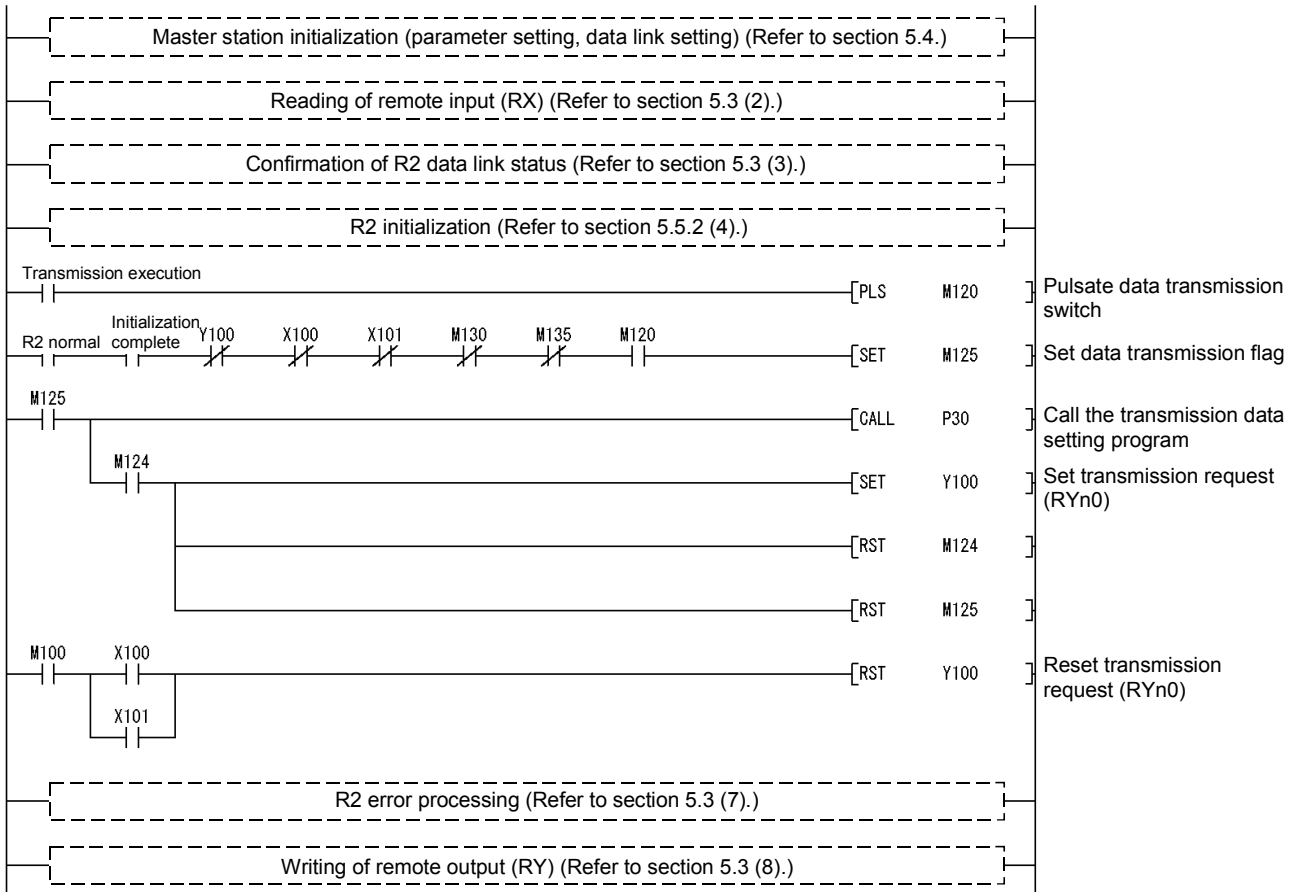 Master station initialization (parameter setting, data link setting) (Refer to section 5.4.)
Reading of remote input (RX) (Refer to section 5.3 (2).)
Confirmation of R2 data link status (Refer to section 5.3 (3).)
R2 initialization (Refer to section 5.5.2 (4).)
Transmission execution
PLS M120
Pulsate data transmission
switch
R2 normal
Initialization
complete
Y100 X100 X101 M130 M135 M120
SET M125
Set data transmission flag
M125
CALL P30
Call the transmission data
setting program
M124
SET Y100
Set transmission request
(RYn0)
RST M124
RST M125
M100 X100
RST Y100
Reset transmission
request (RYn0)
X101
R2 error processing (Refer to section 5.3 (7).)
Writing of remote output (RY) (Refer to section 5.3 (8).)